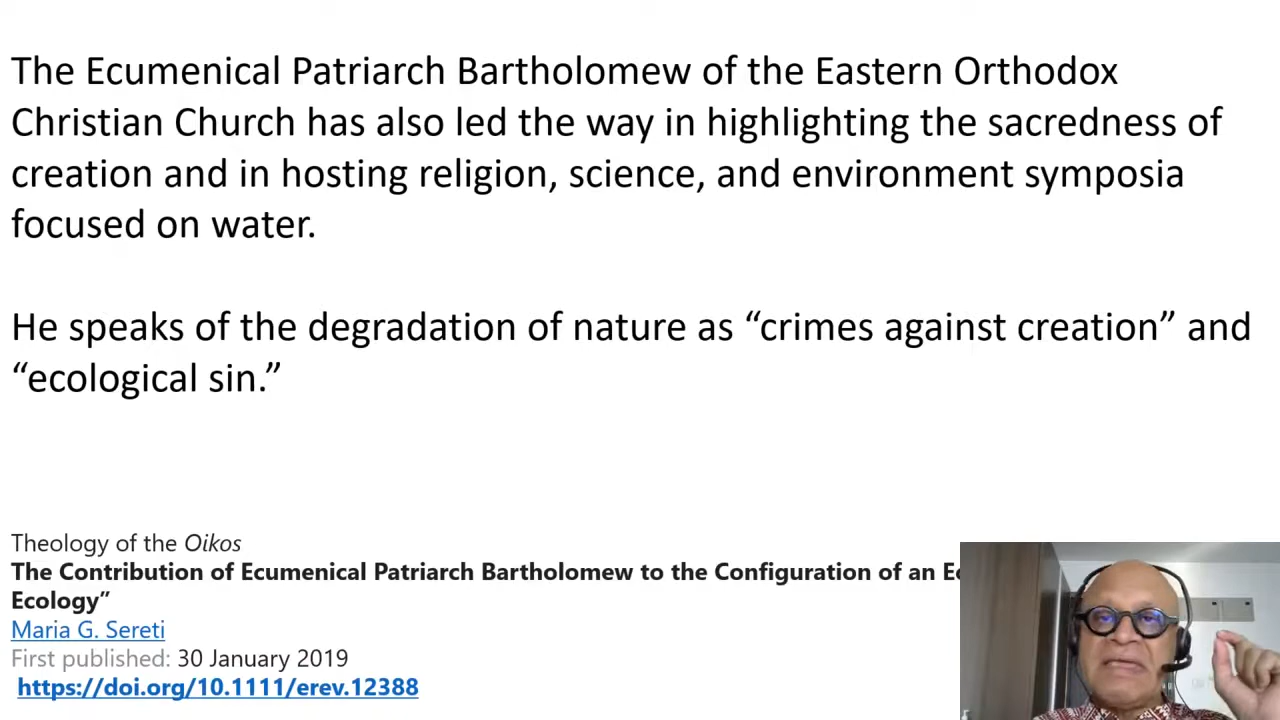 The Ecumenical Patriarch Bartholomew of the Eastern Orthodox
Christian Church has also led the way in highlighting the sacredness of
creation and in hosting religion, science, and environment symposia
focused on water.
He speaks of the degradation of nature as “crimes against creation” and
“ecological sin.”
Theology of the Oikos
The Contribution of Ecumenical Patriarch Bartholomew to the Configuration of an
Ecology”
Maria G. Sereti
First published: 30 January 2019
https://doi.org/10.1111/erev.12388